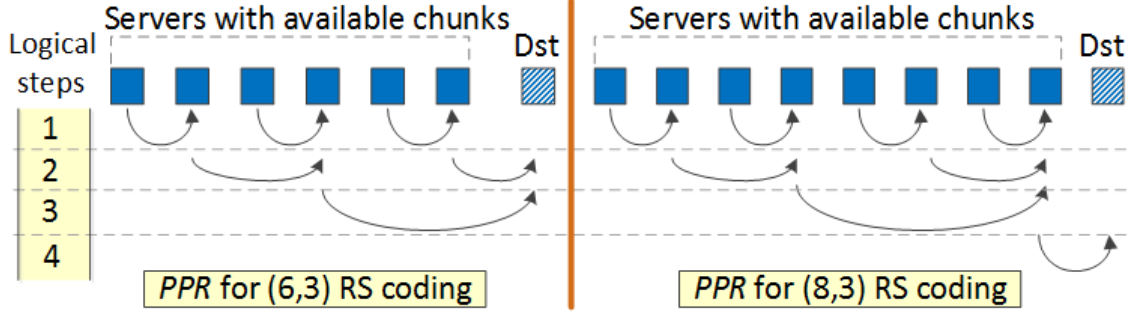 Servers with available chunks
Servers with available chunks
Logical
steps
Dst
Dst
1
2
3
4
PPR for (6,3) RS coding
PPR for (8,3) RS coding